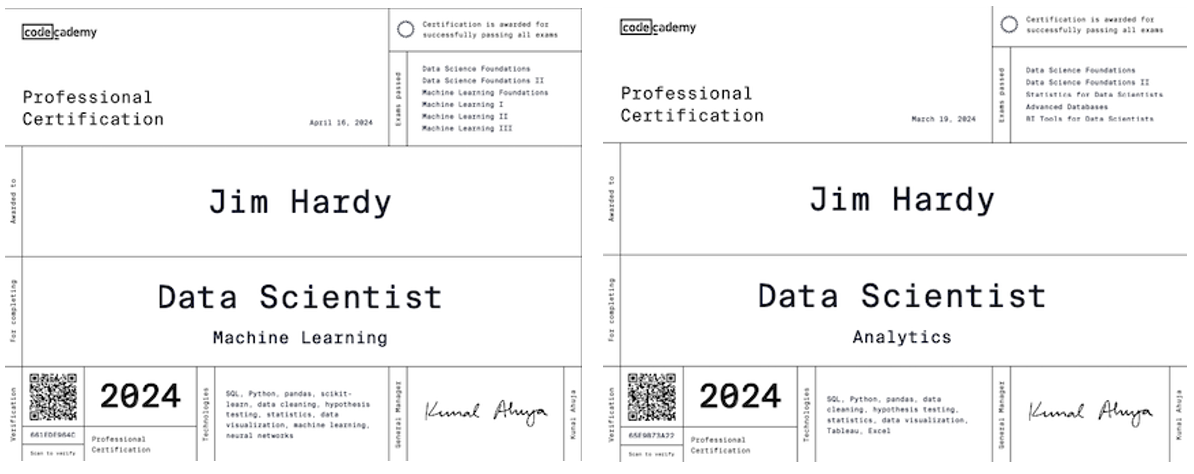 codecademy
Certification is awarded for
successfully passing all exams
Professional
Certification
April 16, 2024
Exams passed
Data Science Foundations
Data Science Foundations II
Machine Learning Foundations
Machine Learning I
Machine Learning II
Machine Learning III
Awarded to
Jim Hardy
For completing
Data Scientist
Machine Learning
Verification
661EDE964C
Scan to verify
2024
Professional
Certification
Technologies
SQL, Python, pandas, scikit-
learn, data cleaning, hypothesis
testing, statistics, data
visualization, machine learning,
neural networks
General Manager
Kunal Ahuja
Kunal Ahuja
codecademy
Certification is awarded for
successfully passing all exams
Professional
Certification
March 19, 2024
Exams passed
Data Science Foundations
Data Science Foundations II
Statistics for Data Scientists
Advanced Databases
BI Tools for Data Scientists
Awarded to
Jim Hardy
For completing
Data Scientist
Analytics
Verification
65F9B73A22
Scan to verify
2024
Professional
Certification
Technologies
SQL, Python, pandas, data
cleaning, hypothesis testing,
statistics, data visualization,
Tableau, Excel
General Manager
Kunal Ahuja
Kunal Ahuja